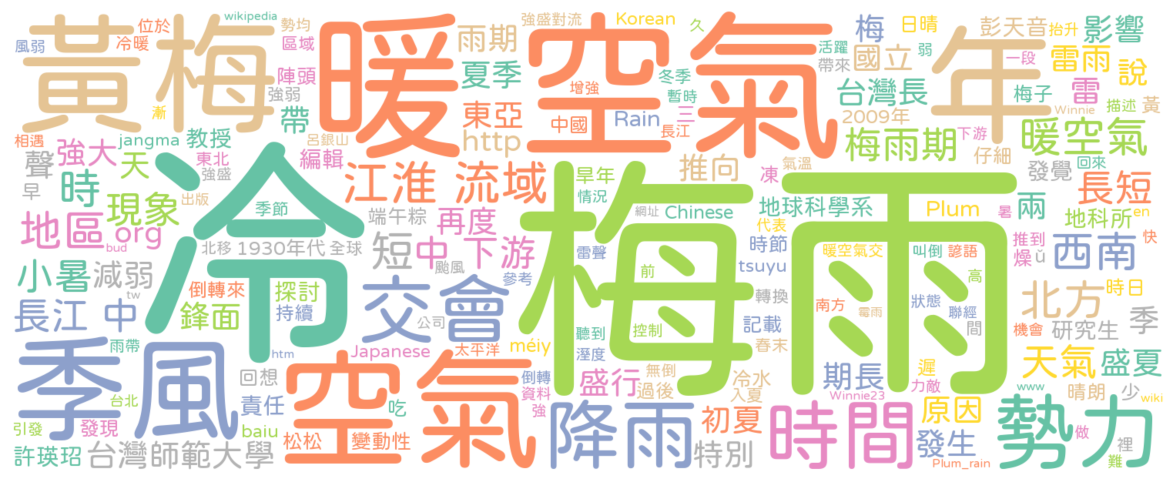 風弱 wikipedia 勢均 強盛對流 Korean 久 梅 日晴 彭天音 抬升 影響
位於 冷暖 區域 雨期 活躍 帶來 國立 弱 一段 雷雨 說
黃梅 暖 空氣 年
陣頭 強弱 夏季 增強 冬季 暫時 台灣長 梅子 雷 描述 黃
漸 帶 東亞 http 中國 Rain 三 長江 2009年 Winnie
相遇 jangma 教授 呂銀山 梅雨期 下游 暖空氣
聲 強大 天 東北 強盛 編輯 江淮 流域 推向 早年 凍 氣溫 仔細 發覺 回來
早 時 現象 出版 情況 長短
地區 org 季節 端午粽 再度 網址 Chinese 地球科學系 Plum 暑 兩 地科所 en
bud 北移 1930年代 全球 短 中 下游 雷聲 前 代表 時節 暖空氣交 叫倒 諺語 推到 ǔ 快
小暑 減弱 冷 颱風 交會 梅雨 tsuyu 高 燥 西南
tw 倒轉來 探討 參考 轉換 狀態 聯經 北方 時日
長江 中 鋒面 持續 公司 聽到 控制 記載 南方 霉雨 間 機會 研究生 季
雨帶 htm Japanese 太平洋 méiy 溼度 春末
季風 回想 空氣 倒轉 無倒 冷水 期長 遲 天氣 盛夏
台北 責任 吃 資料 盛行 過後 入夏 力敵 www 晴朗 少 wiki
引發 發現 baiu 強 Winnie23 原因 做 裡
許瑛玿 台灣師範大學 松松 變動性 降雨 初夏 特別 時間 發生 Plum_rain 勢力 難